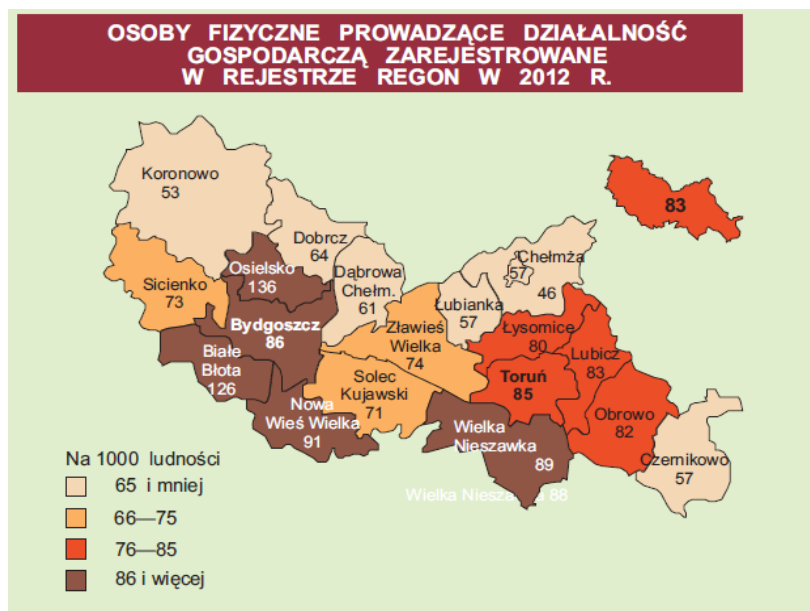 OSOBY FIZYCZNE PROWADZĄCE DZIAŁALNOŚĆ
GOSPODARCZĄ ZAREJESTROWANE
W REJESTRZE REGON W 2012 R.
Koronowo
53
Dobrcz
64
Osielsko
136
Sicienko
73
Dąbrowa
Chełm.
61
Bydgoszcz
86
Białe
Błota
126
Nowa
Wieś Wielka
91
Solec
Kujawski
71
Zławieś
Wielka
74
Łubianka
57
Chełmża
57
46
83
Łysomice
80
Lubicz
83
Toruń
85
Obrowo
82
Wielka
Nieszawka
89
Czernikowo
57
Na 1000 ludności
65 i mniej
66—75
76—85
86 i więcej